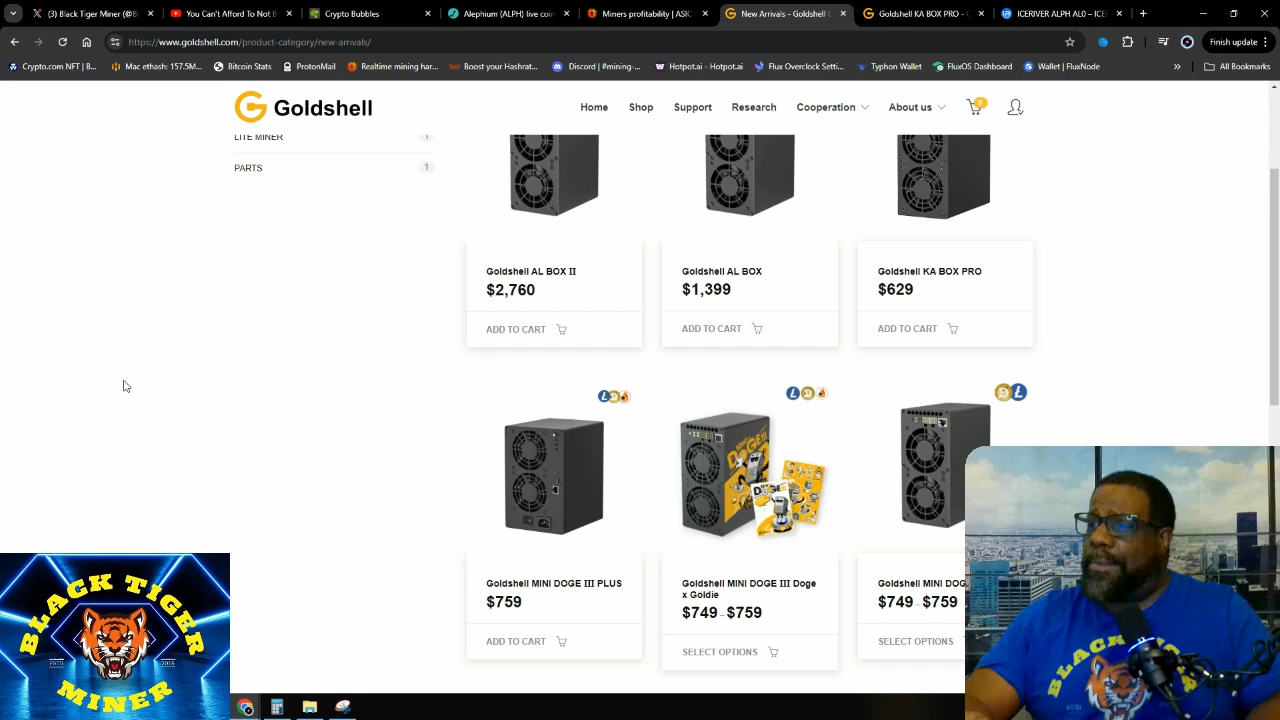 Black Tiger Miner (@Bl
You Can't Afford To Not B
Crypto Bubbles
Alephium (ALPH) live coin
Miners profitability | ASIC
New Arrivals - Goldshell C
Goldshell KA BOX PRO - C
ICERIVER ALPH AL0 – ICE
https://www.goldshell.com/product-category/new-arrivals/
Finish update
Crypto.com NFT | B...
Mac ethash: 157.5M...
Bitcoin Stats
ProtonMail
Realtime mining har...
Boost your Hashrat...
Discord | #mining-...
Hotpot.ai - Hotpot.ai
Flux Overclock Setti...
Typhon Wallet
FluxOS Dashboard
Wallet | FluxNode
All Bookmarks
Goldshell
Home
Shop
Support
Research
Cooperation
About us
0
LITE MINER
1
PARTS
1
Goldshell AL BOX II
$2,760
ADD TO CART
Goldshell AL BOX
$1,399
ADD TO CART
Goldshell KA BOX PRO
$629
ADD TO CART
Goldshell MINI DOGE III PLUS
$759
ADD TO CART
Goldshell MINI DOGE III Doge
x Goldie
$749 – $759
SELECT OPTIONS
Goldshell MINI DOG
$749 – $759
SELECT OPTIONS
BLACK TIGER
ESTD
2019
MINER